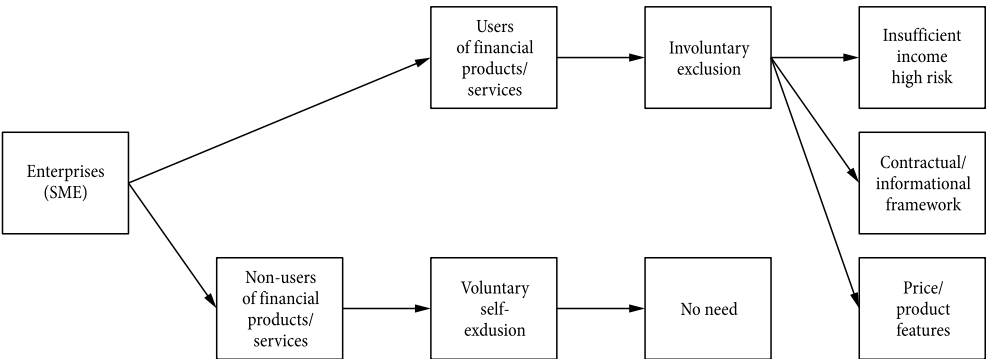 Users
of financial
products/
services
Involuntary
exclusion
Insufficient
income
high risk
Enterprises
(SME)
Contractual/
informational
framework
Non-users
of financial
products/
services
Voluntary
self-
exdusion
No need
Price/
product
features